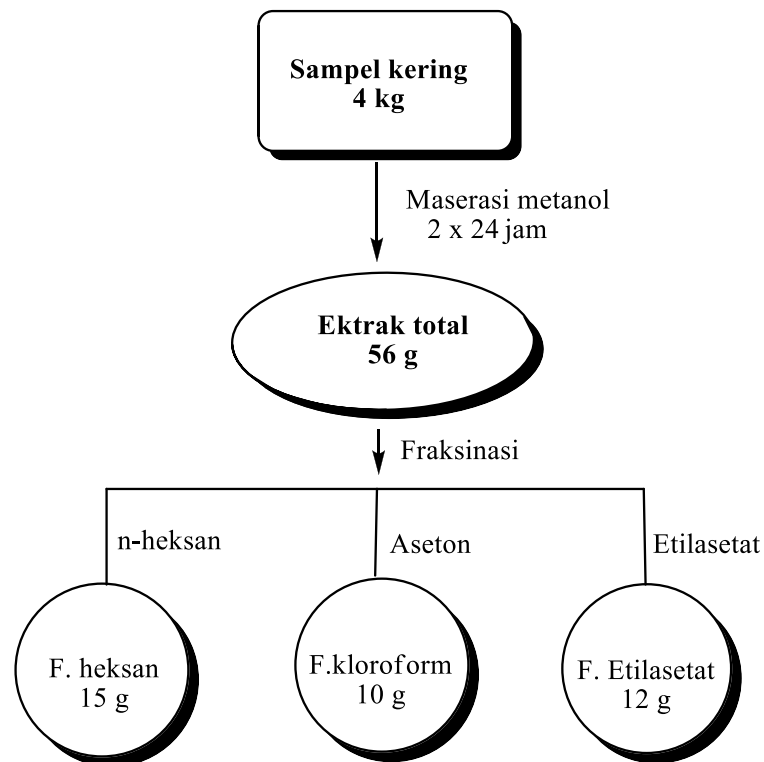 Sampel kering
4 kg
Maserasi metanol
2 x 24 jam
Ektrak total
56 g
Fraksinasi
n-heksan
Aseton
Etilasetat
F. heksan
15 g
F.kloroform
10 g
F. Etilasetat
12 g